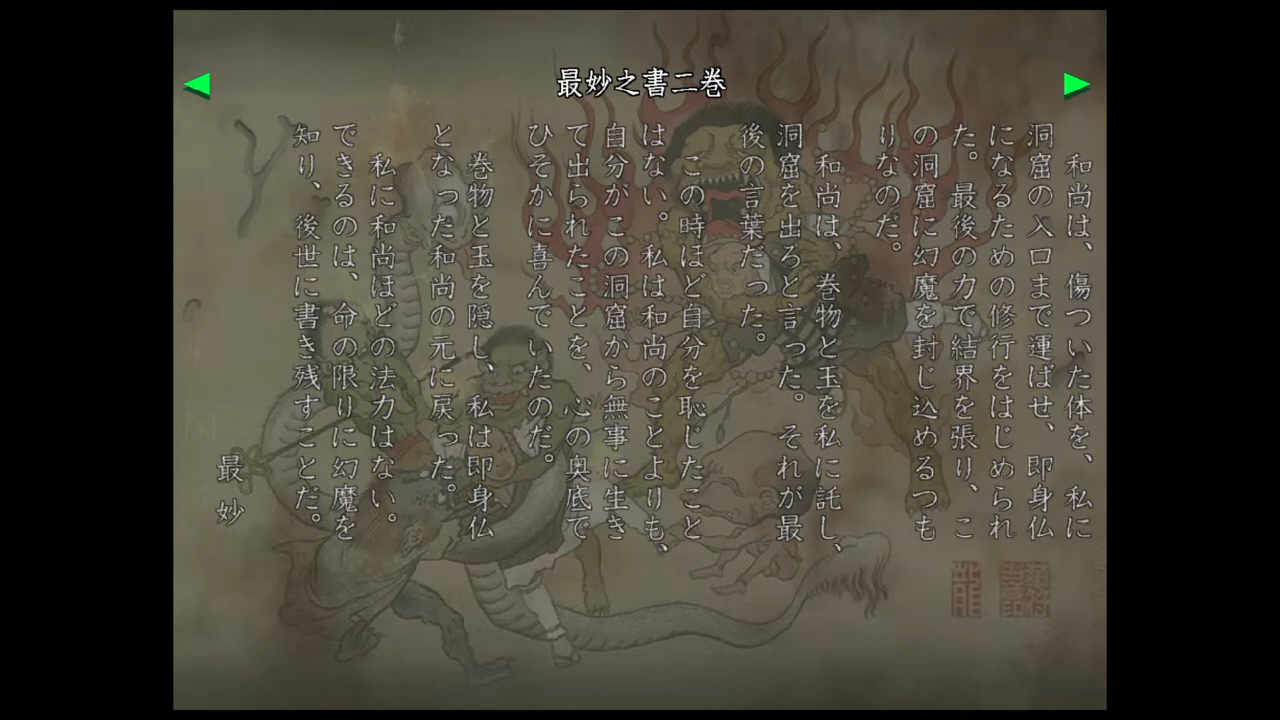 最妙之書二巻
和尚は、傷ついた体を、私に
洞窟の入口まで運ばせ、即身仏
になるための修行をはじめられ
た。最後の力で結界を張り、こ
の洞窟に幻魔を封じ込めるつも
りなのだ。
和尚は、巻物と玉を私に託し、
洞窟を出ろと言った。それが最
後の言葉だった。
この時ほど自分を恥じたこと
はない。私は和尚のことよりも、
自分がこの洞窟から無事に生き
て出られたことを、心の奥底で
ひそかに喜んでいたのだ。
巻物と玉を隠し、私は即身仏
となった和尚の元に戻った。
私に和尚ほどの法力はない。
できるのは、命の限りに幻魔を
知り、後世に書き残すことだ。
最妙